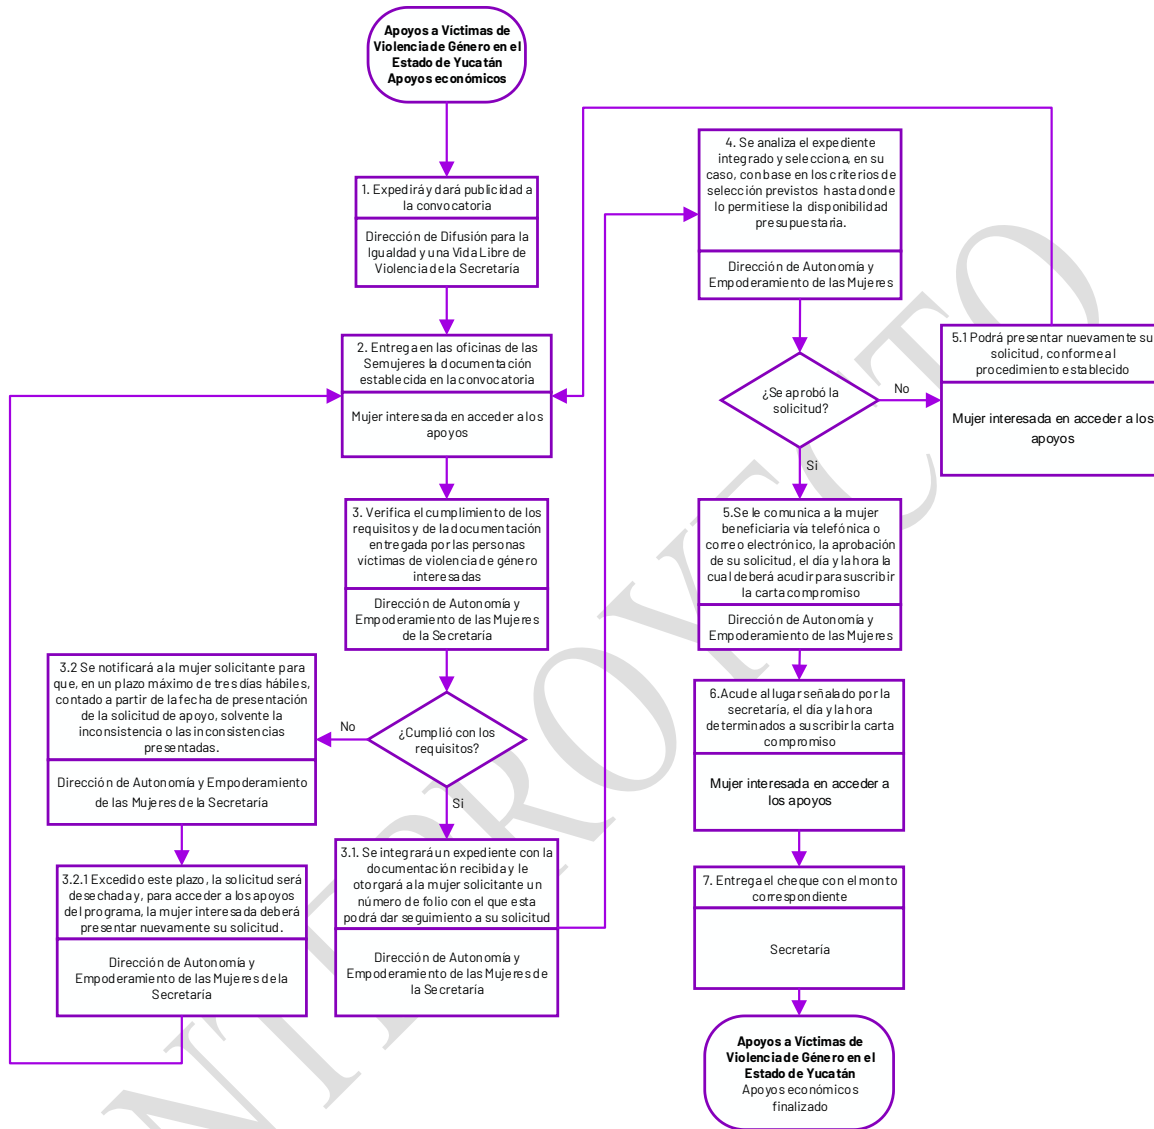 Apoyos a Víctimas de
Violencia de Género en el
Estado de Yucatán
Apoyos económicos
1. Expedirá y dará publicidad a
la convocatoria
Dirección de Difusión para la
Igualdad y una Vida Libre de
Violencia de la Secretaría
2. Entrega en las oficinas de las
Semujeres la documentación
establecida en la convocatoria
Mujer interesada en acceder a los
apoyos
3. Verifica el cumplimiento de los
requisitos y de la documentación
entregada por las personas
víctimas de violencia de género
interesadas
Dirección de Autonomía y
Empoderamiento de las Mujeres
de la Secretaría
¿Cumplió con los
requisitos?
No
Si
3.2 Se notificará a la mujer solicitante para
que, en un plazo máximo de tres días hábiles,
contado a partir de la fecha de presentación
de la solicitud de apoyo, solvente la
inconsistencia o las inconsistencias
presentadas.
Dirección de Autonomía y Empoderamiento
de las Mujeres de la Secretaría
3.2.1 Excedido este plazo, la solicitud será
desechada y, para acceder a los apoyos
del programa, la mujer interesada deberá
presentar nuevamente su solicitud.
Dirección de Autonomía y
Empoderamiento de las Mujeres de la
Secretaría
3.1. Se integrará un expediente con la
documentación recibida y le
otorgará a la mujer solicitante un
número de folio con el que esta
podrá dar seguimiento a su solicitud
Dirección de Autonomía y
Empoderamiento de las Mujeres de
la Secretaría
4. Se analiza el expediente
integrado y selecciona, en su
caso, con base en los criterios de
selección previstos hasta donde
lo permitiese la disponibilidad
presupuestaria.
Dirección de Autonomía y
Empoderamiento de las Mujeres
¿Se aprobó la
solicitud?
No
Si
5.1 Podrá presentar nuevamente su
solicitud, conforme al
procedimiento establecido
Mujer interesada en acceder a los
apoyos
5.Se le comunica a la mujer
beneficiaria vía telefónica o
correo electrónico, la aprobación
de su solicitud, el día y la hora la
cual deberá acudir para suscribir
la carta compromiso
Dirección de Autonomía y
Empoderamiento de las Mujeres
6.Acude al lugar señalado por la
secretaría, el día y la hora
determinados a suscribir la carta
compromiso
Mujer interesada en acceder a
los apoyos
7. Entrega el cheque con el monto
correspondiente
Secretaría
Apoyos a Víctimas de
Violencia de Género en el
Estado de Yucatán
Apoyos económicos
finalizado